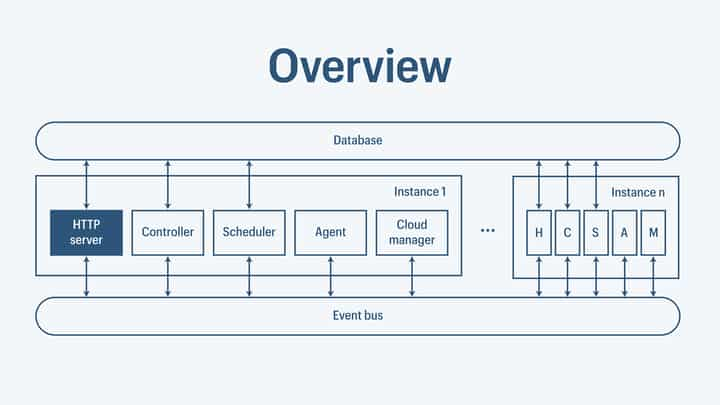 Overview
Database
Instance 1
HTTP
server
Controller
Scheduler
Agent
Cloud
manager
...
Instance n
H
C
S
A
M
Event bus